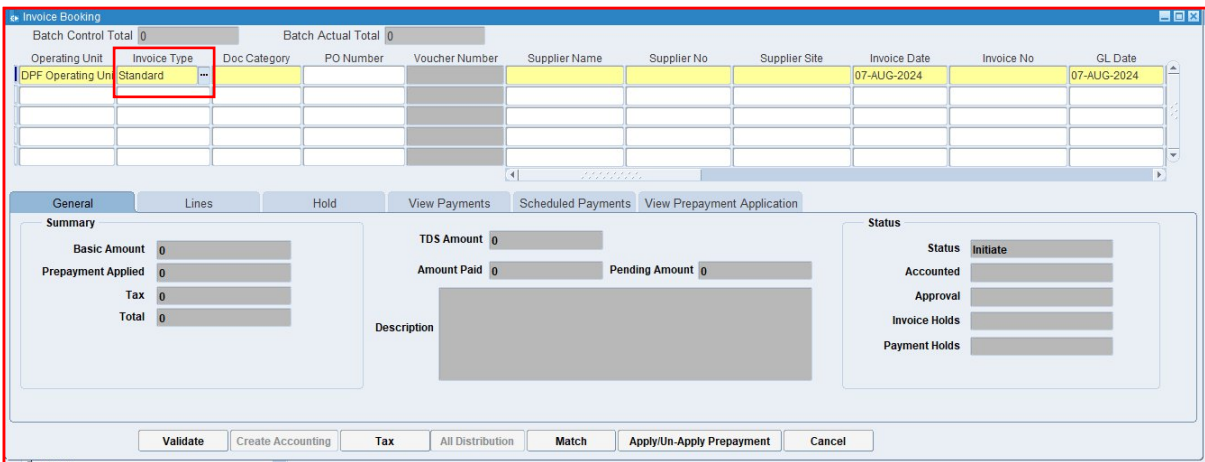 Invoice Booking
Batch Control Total 0 Batch Actual Total 0
Operating Unit Invoice Type Doc Category PO Number Voucher Number Supplier Name Supplier No Supplier Site Invoice Date Invoice No GL Date
DPF Operating Uni Standard ... 07-AUG-2024 07-AUG-2024
General Lines Hold View Payments Scheduled Payments View Prepayment Application
Summary Status
Basic Amount 0 TDS Amount 0 Status Initiate
Prepayment Applied 0 Amount Paid 0 Pending Amount 0 Accounted
Tax 0 Approval
Total 0 Description Invoice Holds
Payment Holds
Validate Create Accounting Tax All Distribution Match Apply/Un-Apply Prepayment Cancel